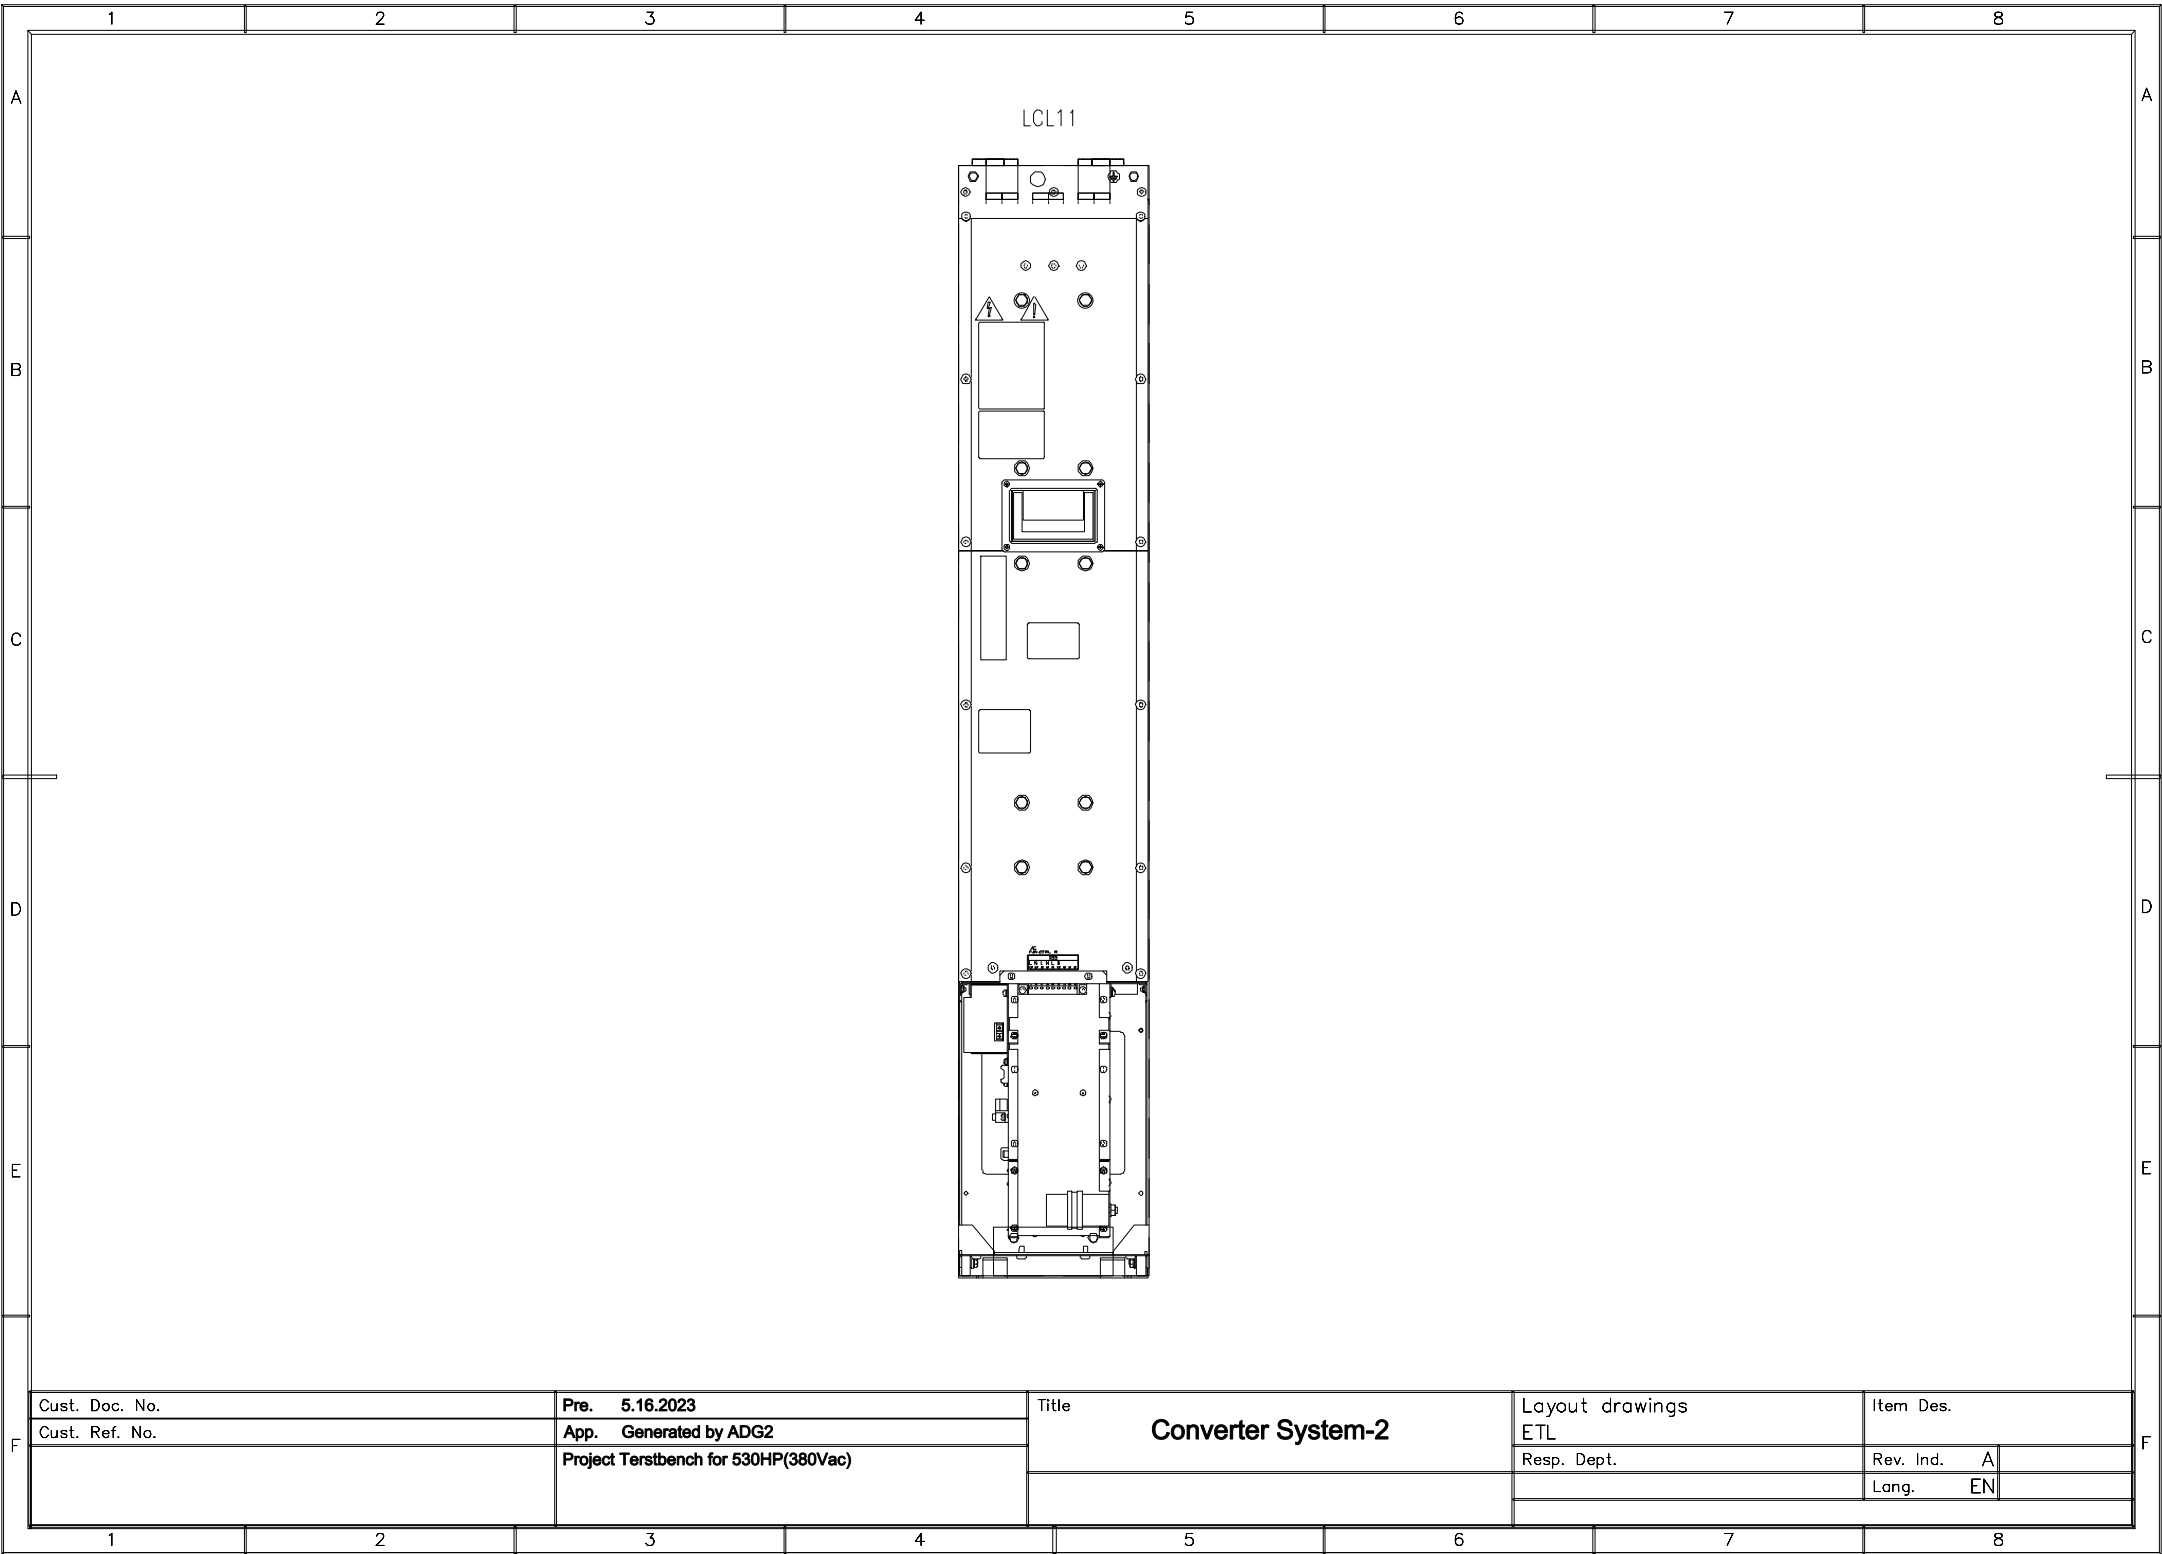 1 2 3 4 5 6 7 8
A A
LCL11
B B
C C
D D
E E
Cust. Doc. No. Pre. 5.16.2023 Title Layout drawings Item Des.
Cust. Ref. No. App. Generated by ADG2 Converter System-2 ETL
F F
Project Terstbench for 530HP(380Vac) Resp. Dept. Rev. Ind. A
Lang. EN
1 2 3 4 5 6 7 8